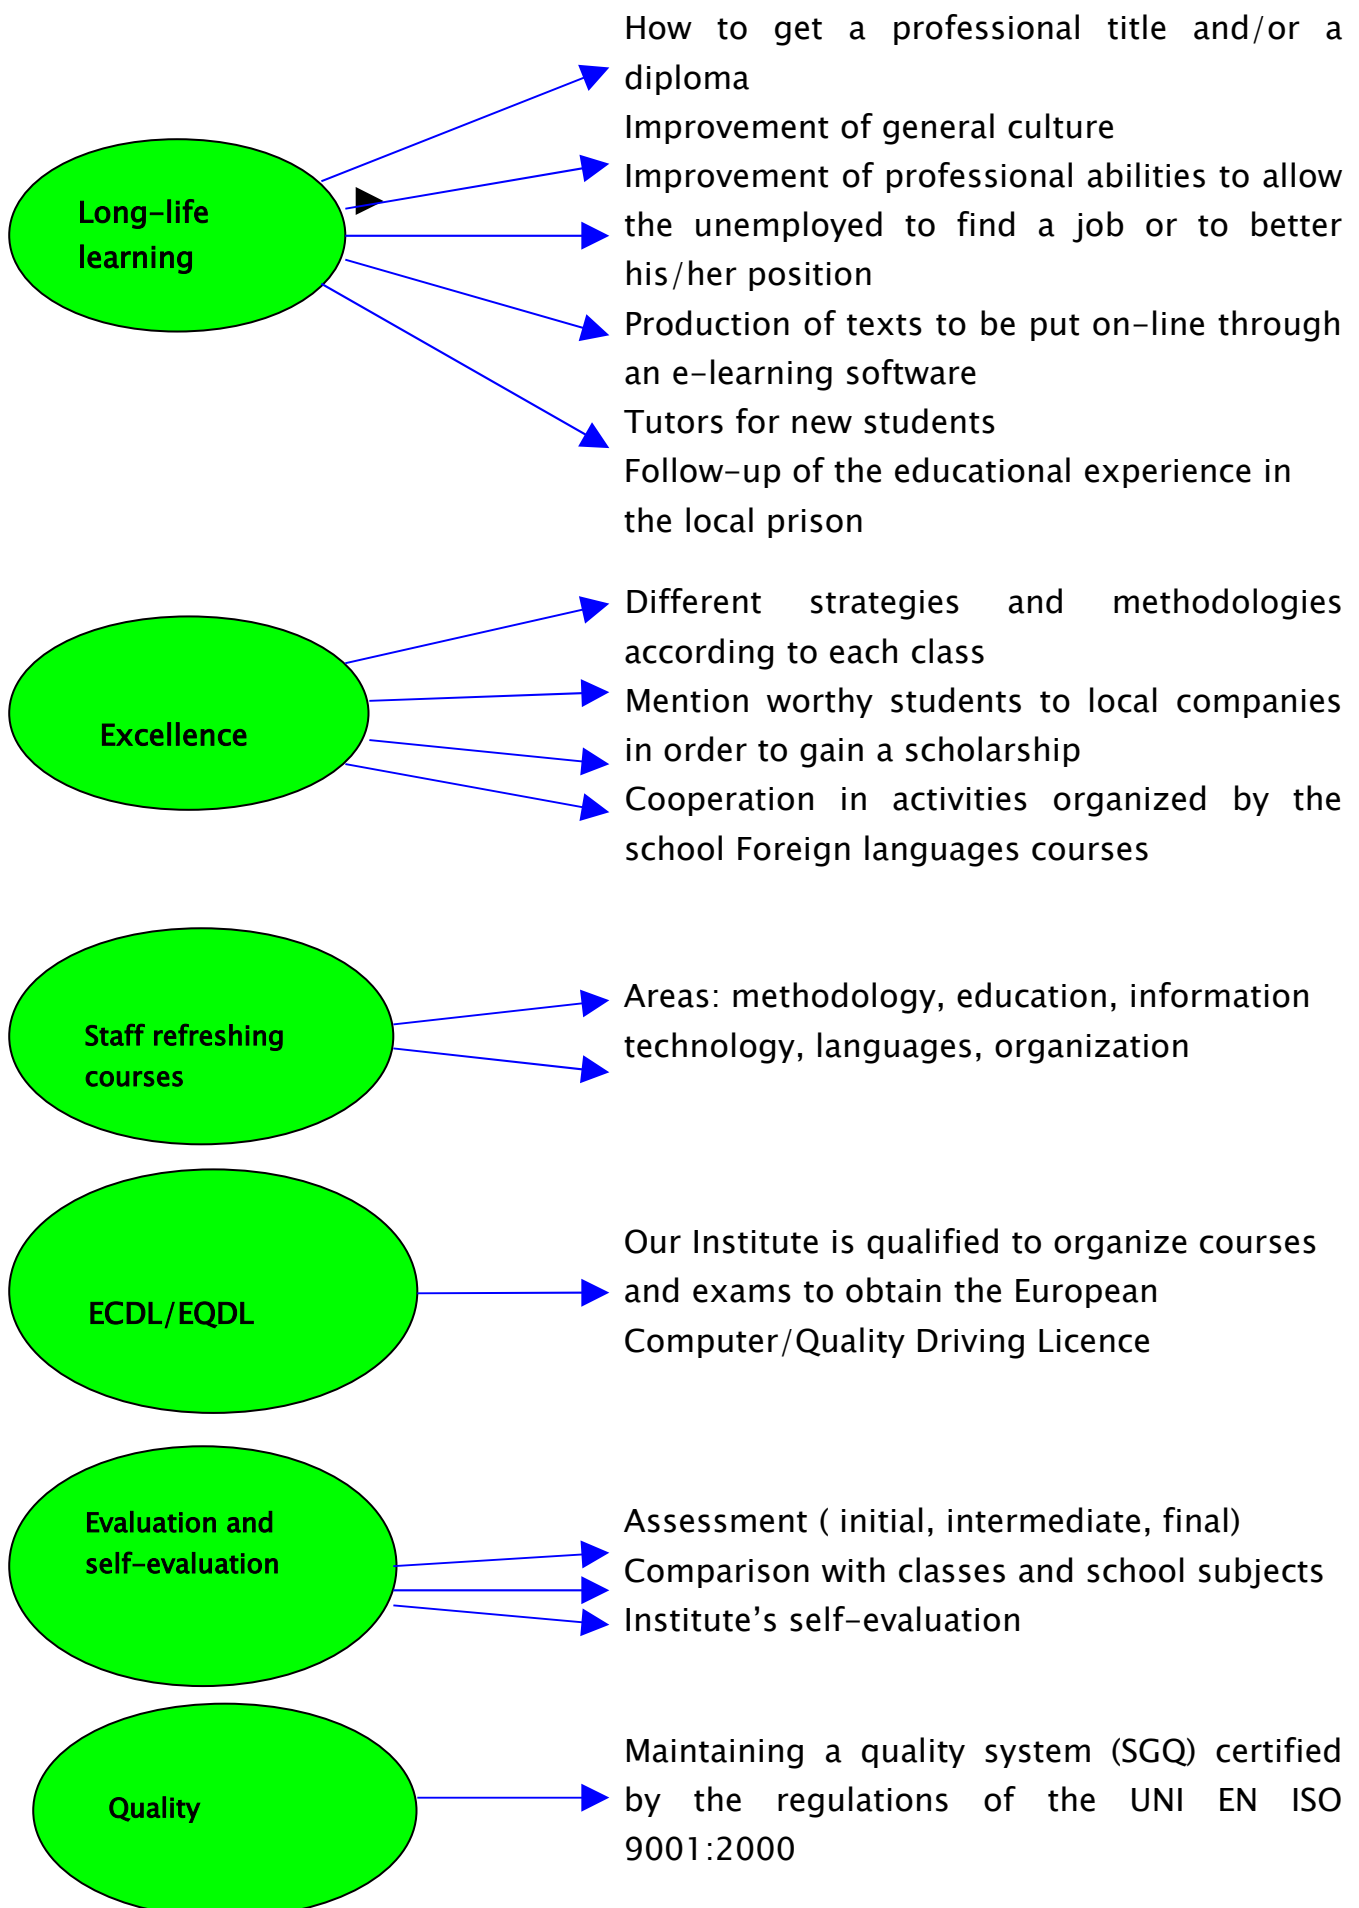 How to get a professional title and/or a
diploma
Improvement of general culture
Improvement of professional abilities to allow
the unemployed to find a job or to better
his/her position
Production of texts to be put on-line through
an e-learning software
Tutors for new students
Follow-up of the educational experience in
the local prison
Long-life
learning
Different strategies and methodologies
according to each class
Mention worthy students to local companies
in order to gain a scholarship
Cooperation in activities organized by the
school Foreign languages courses
Excellence
Areas: methodology, education, information
technology, languages, organization
Staff refreshing
courses
Our Institute is qualified to organize courses
and exams to obtain the European
Computer/Quality Driving Licence
ECDL/EQDL
Assessment ( initial, intermediate, final)
Comparison with classes and school subjects
Institute’s self-evaluation
Evaluation and
self-evaluation
Maintaining a quality system (SGQ) certified
by the regulations of the UNI EN ISO
9001:2000
Quality